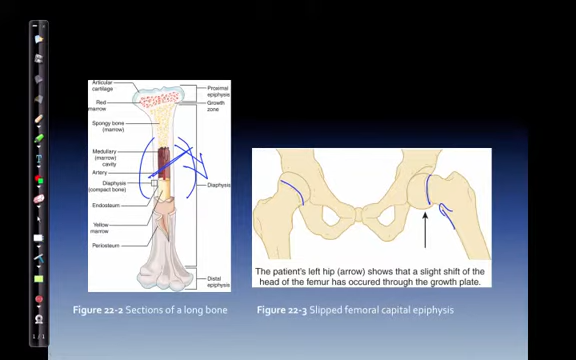 Articular
cartilage
Red
marrow
Spongy bone
(marrow)
Medullary
(marrow)
cavity
Artery
Diaphysis
(compact bone)
Endosteum
Yellow
marrow
Periosteum
Proximal
epiphysis
Growth
zone
Diaphysis
Distal
epiphysis
The patient's left hip (arrow) shows that a slight shift of the
head of the femur has occured through the growth plate.
Figure 22-2 Sections of a long bone
Figure 22-3 Slipped femoral capital epiphysis
T
1 / 1